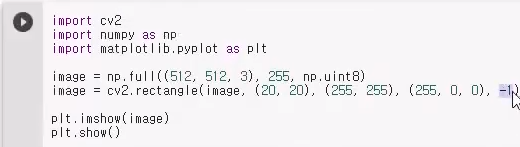 import cv2
import numpy as np
import matplotlib.pyplot as plt
image = np.full((512, 512, 3), 255, np.uint8)
image = cv2.rectangle(image, (20, 20), (255, 255), (255, 0, 0), -1)
plt.imshow(image)
plt.show()